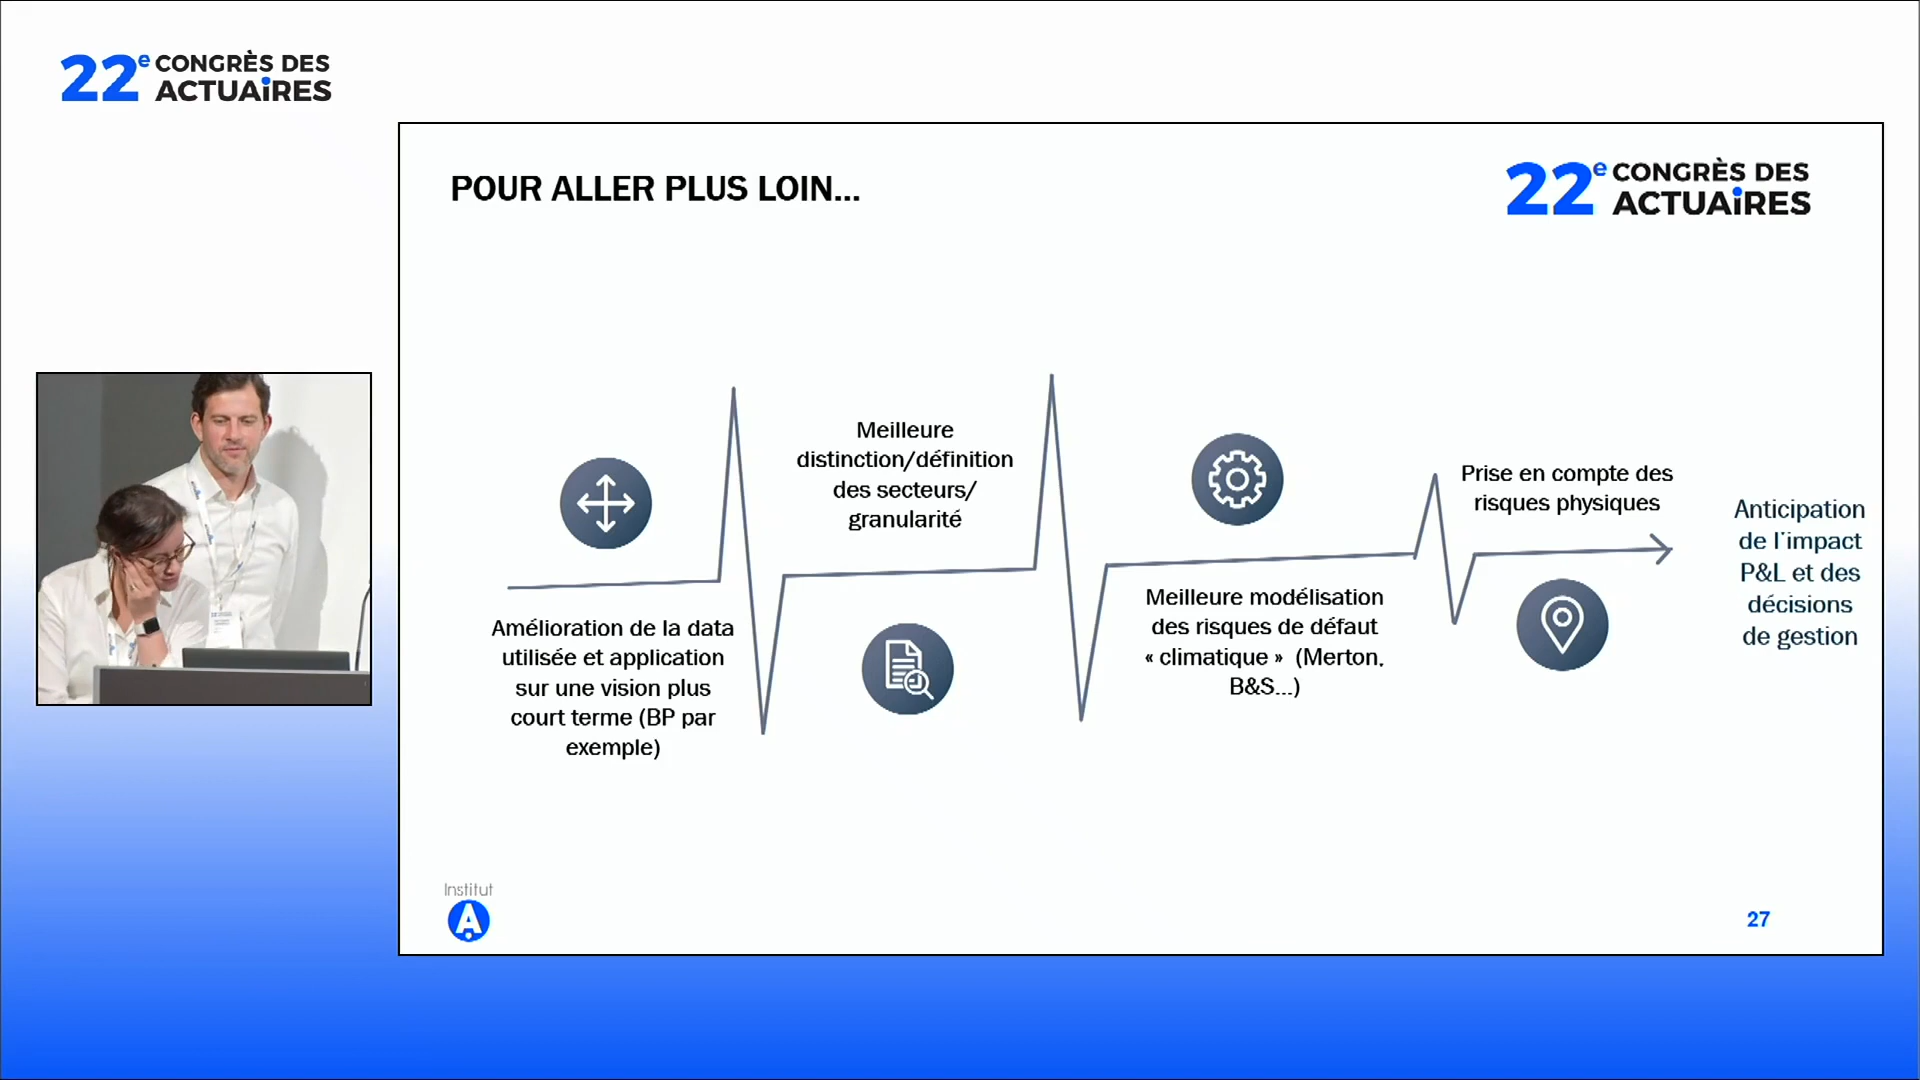 22e CONGRÈS DES
ACTUAiRES
POUR ALLER PLUS LOIN...
22e CONGRÈS DES
ACTUAiRES
Amélioration de la data
utilisée et application
sur une vision plus
court terme (BP par
exemple)
Meilleure
distinction/définition
des secteurs/
granularité
Meilleure modélisation
des risques de défaut
« climatique » (Merton,
B&S...)
Prise en compte des
risques physiques
Anticipation
de l'impact
P&L et des
décisions
de gestion
Institut
A
27